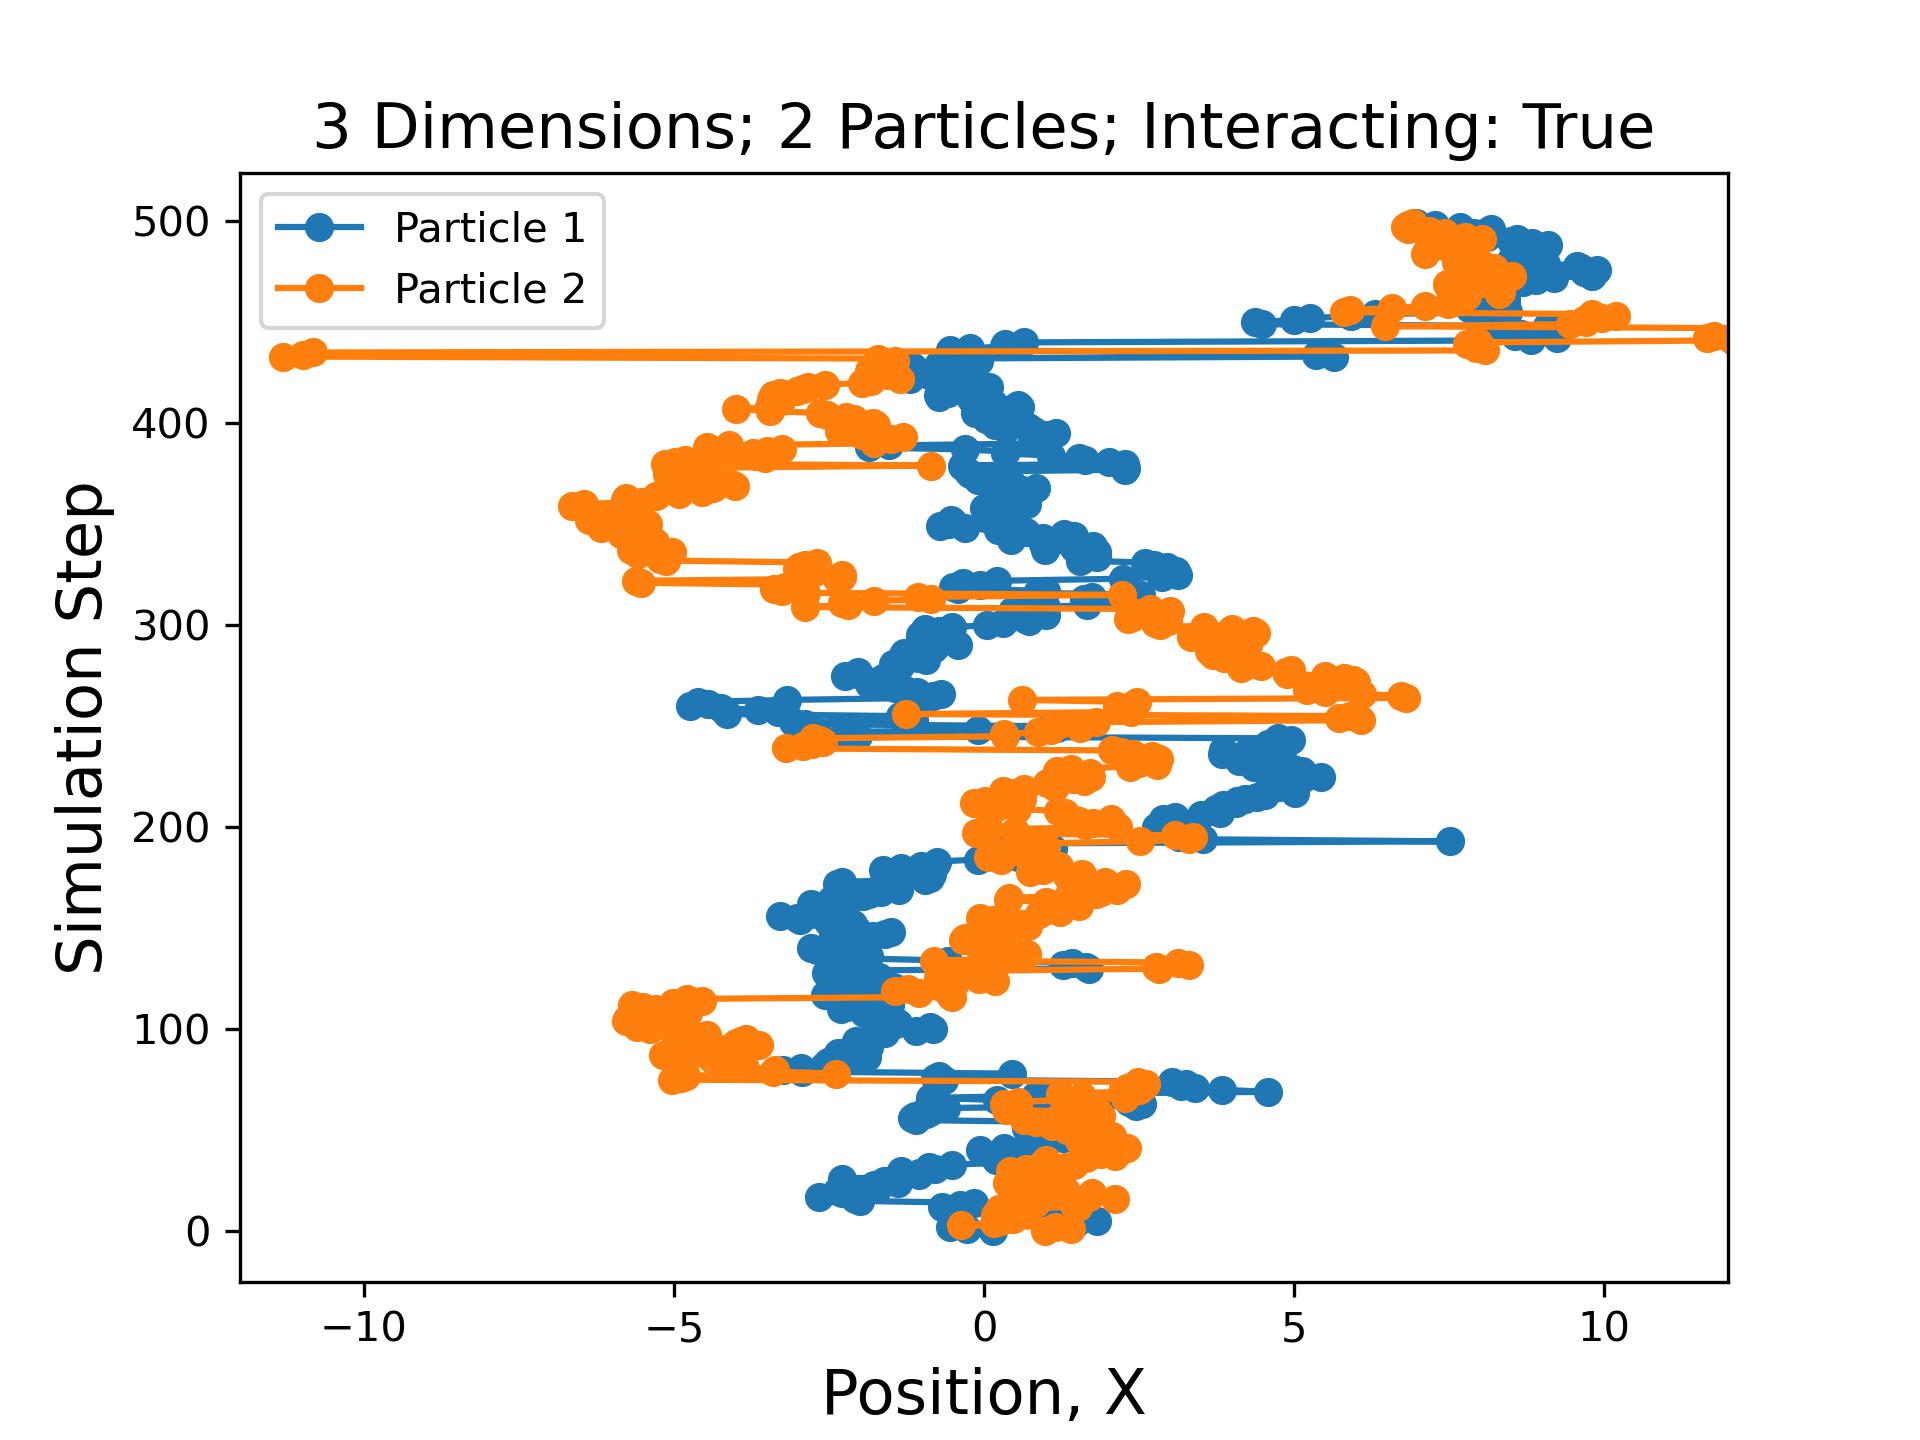 3 Dimensions; 2 Particles; Interacting: True
Particle 1
Particle 2
500
400
300
200
100
0
Simulation Step
−10
−5
0
5
10
Position, X